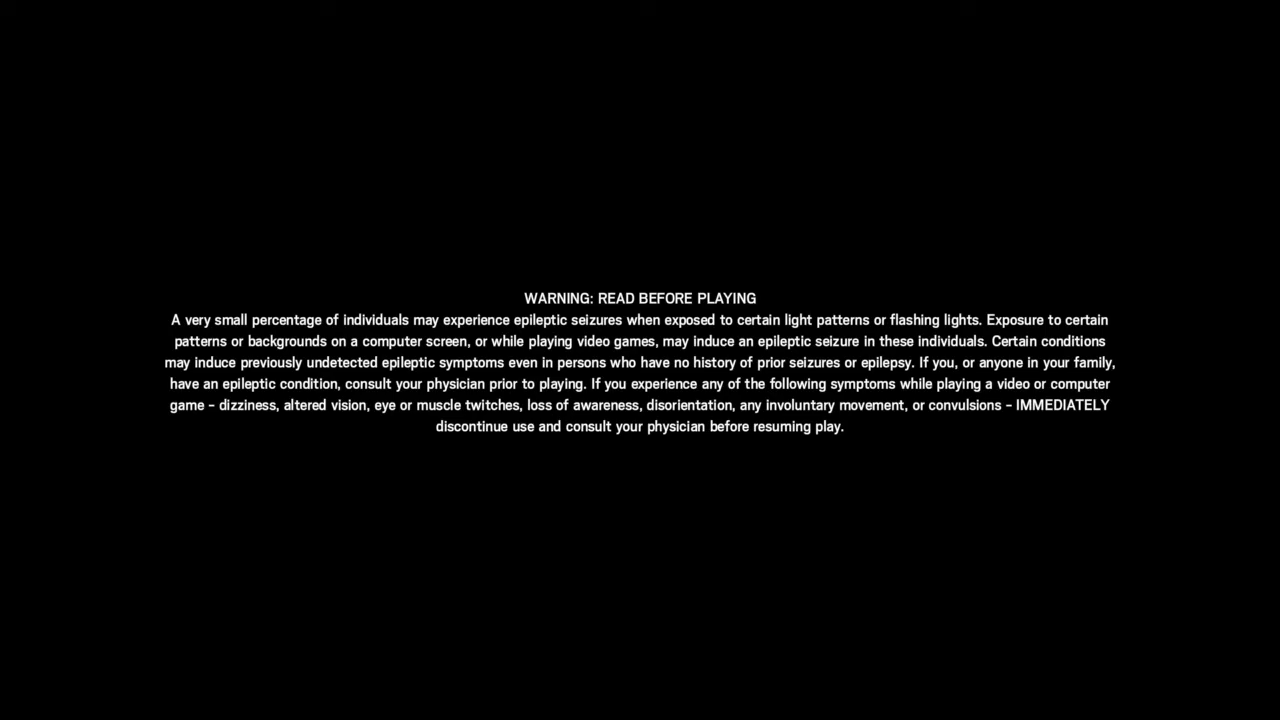 WARNING: READ BEFORE PLAYING
A very small percentage of individuals may experience epileptic seizures when exposed to certain light patterns or flashing lights. Exposure to certain
patterns or backgrounds on a computer screen, or while playing video games, may induce an epileptic seizure in these individuals. Certain conditions
may induce previously undetected epileptic symptoms even in persons who have no history of prior seizures or epilepsy. If you, or anyone in your family,
have an epileptic condition, consult your physician prior to playing. If you experience any of the following symptoms while playing a video or computer
game - dizziness, altered vision, eye or muscle twitches, loss of awareness, disorientation, any involuntary movement, or convulsions - IMMEDIATELY
discontinue use and consult your physician before resuming play.